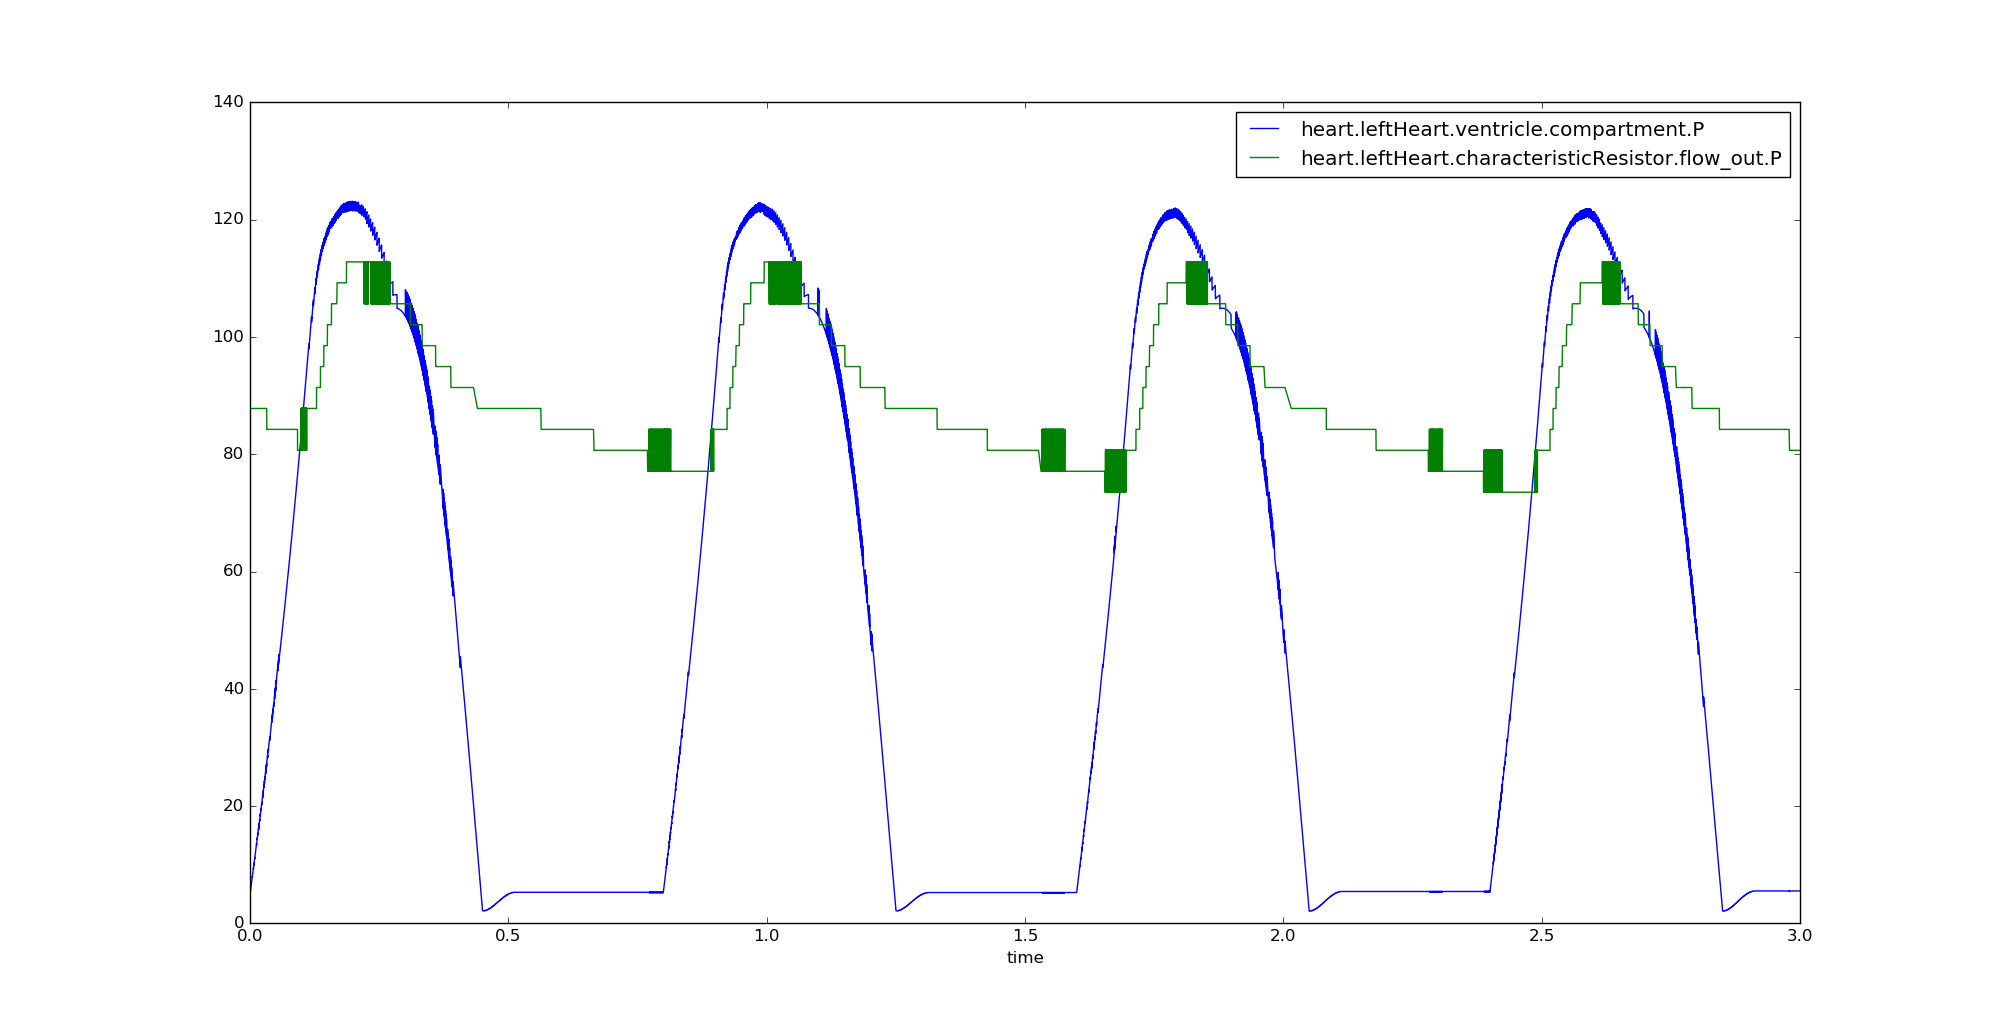 140
120
100
80
60
40
20
0
heart.leftHeart.ventricle.compartment.P
heart.leftHeart.characteristicResistor.flow_out.P
0.0 0.5 1.0 1.5 2.0 2.5 3.0
time